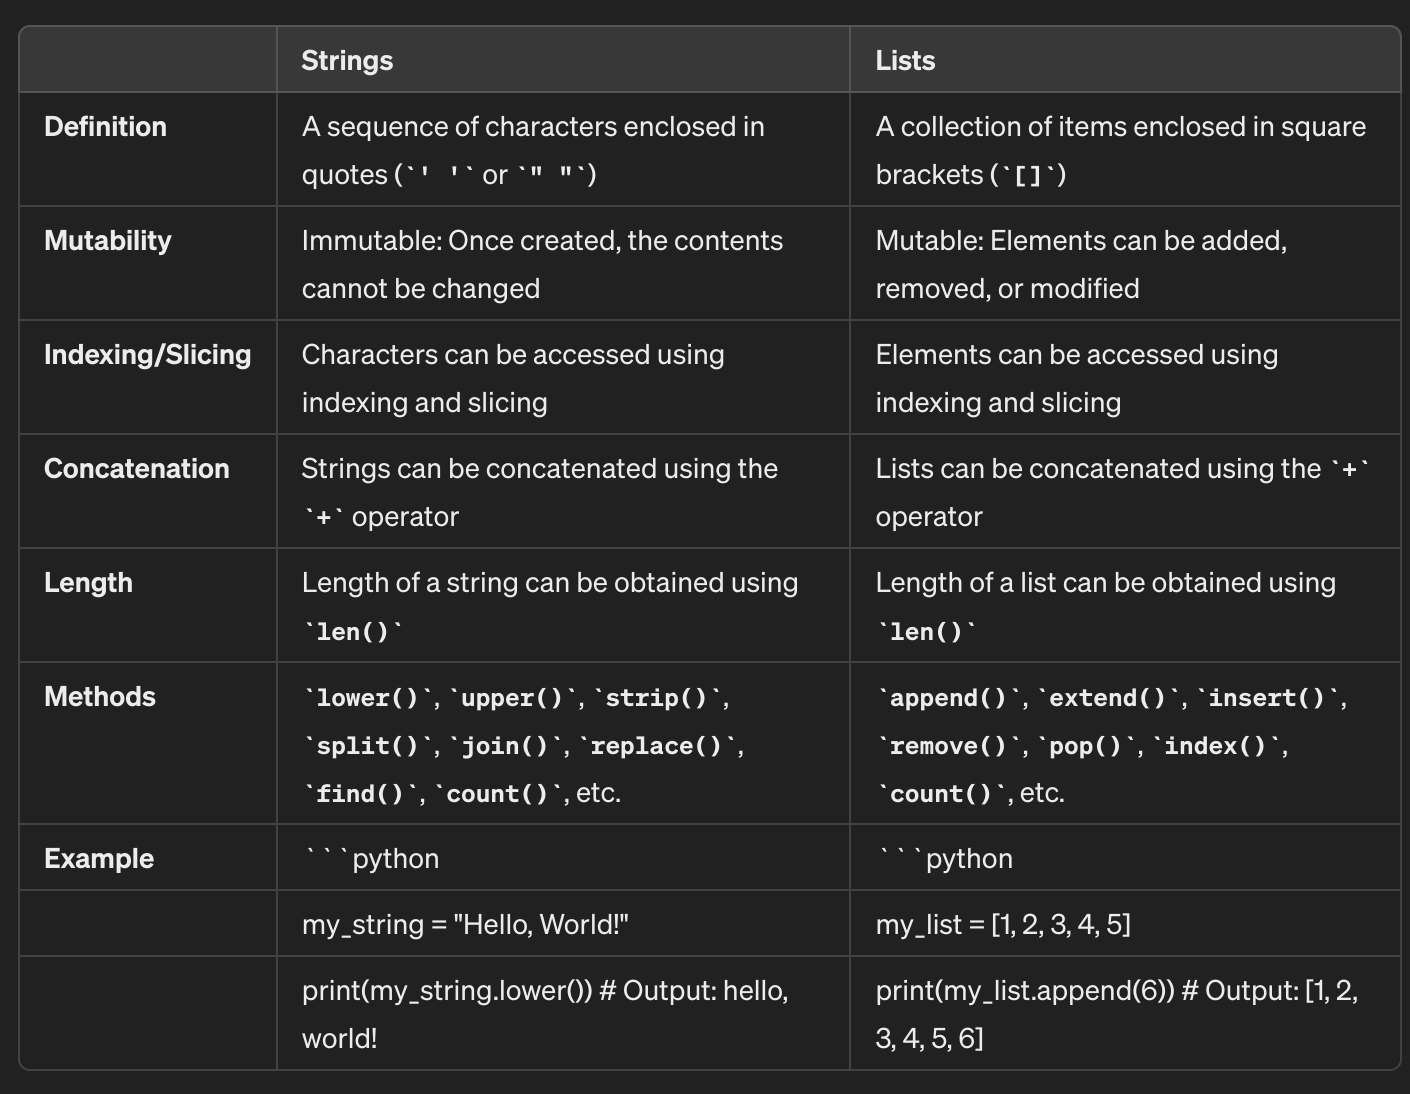 Strings Lists
Definition A sequence of characters enclosed in quotes (`' '` or `" "`) A collection of items enclosed in square brackets (`[]`)
Mutability Immutable: Once created, the contents cannot be changed Mutable: Elements can be added, removed, or modified
Indexing/Slicing Characters can be accessed using indexing and slicing Elements can be accessed using indexing and slicing
Concatenation Strings can be concatenated using the `+` operator Lists can be concatenated using the `+` operator
Length Length of a string can be obtained using `len()` Length of a list can be obtained using `len()`
Methods `lower()`, `upper()`, `strip()`, `split()`, `join()`, `replace()`, `find()`, `count()`, etc. `append()`, `extend()`, `insert()`, `remove()`, `pop()`, `index()`, `count()`, etc.
Example ```python ```python
my_string = "Hello, World!" my_list = [1, 2, 3, 4, 5]
print(my_string.lower()) # Output: hello, world! print(my_list.append(6)) # Output: [1, 2, 3, 4, 5, 6]